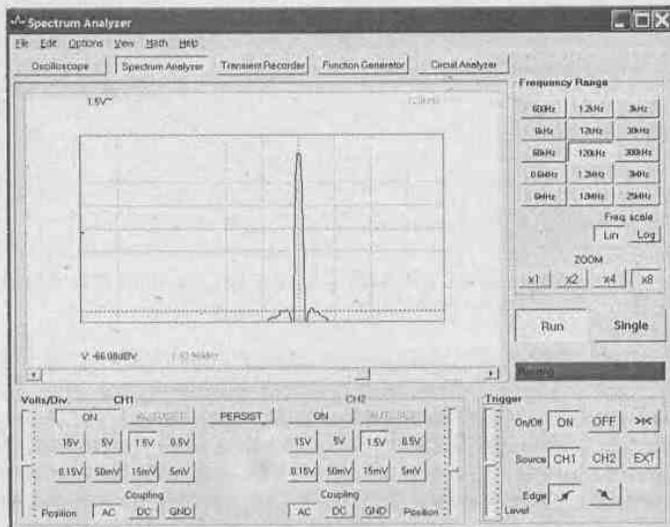 Spectrum Analyzer
File Edit Options View Math Help
Oscilloscope Spectrum Analyzer Transient Recorder Function Generator Circuit Analyzer
1.5V~
V: -66.08dBV
Frequency Range
600Hz 1.2kHz 3kHz
6kHz 12kHz 30kHz
60kHz 120kHz 300kHz
0.6MHz 1.2MHz 3MHz
6MHz 12MHz 25MHz
Freq. scale
Lin Log
ZOOM
x1 x2 x4 x8
Run Single
Volts/Div. CH1 CH2
ON AUTOSET PERSIST ON AUTOSET
15V 5V 1.5V 0.5V 15V 5V 1.5V 0.5V
0.15V 50mV 15mV 5mV 0.15V 50mV 15mV 5mV
Coupling Coupling
Position AC DC GND AC DC GND Position
Trigger
On/Off ON OFF >|<
Source CH1 CH2 EXT
Edge
Level